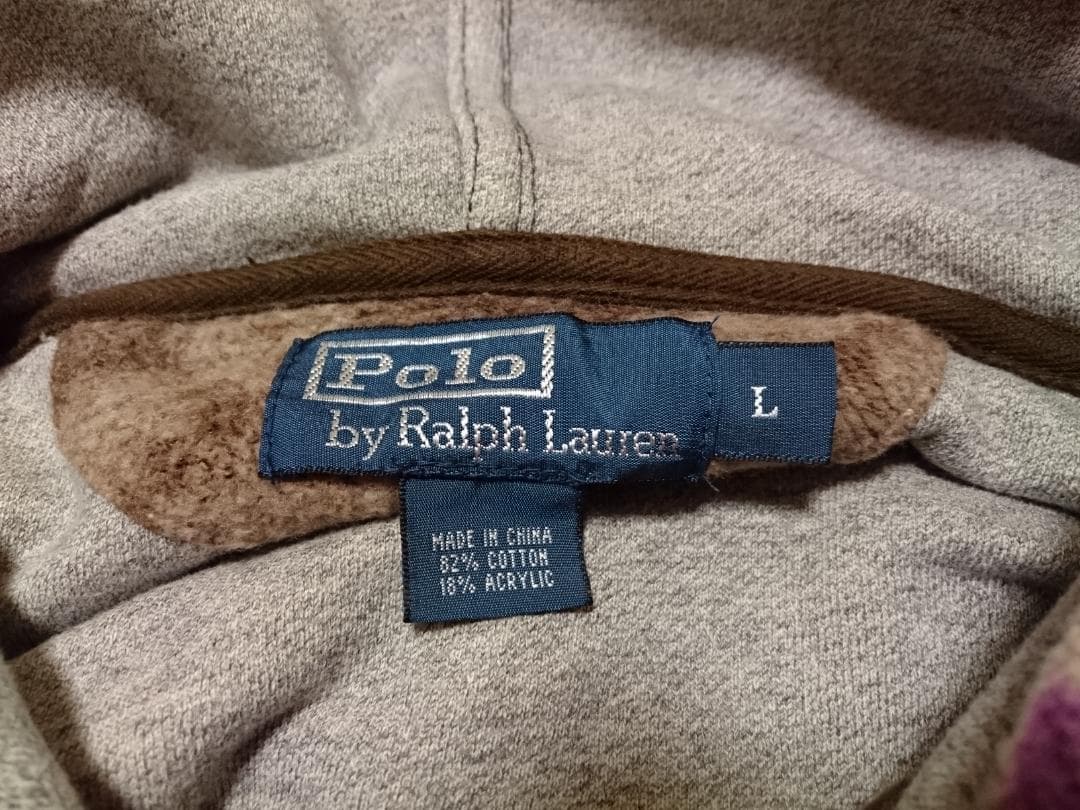 Polo
by Ralph Lauren
L
MADE IN CHINA
82% COTTON
18% ACRYLIC